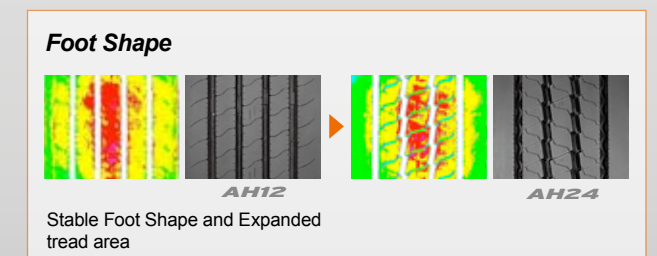 Foot Shape
AH12
AH24
Stable Foot Shape and Expanded
tread area